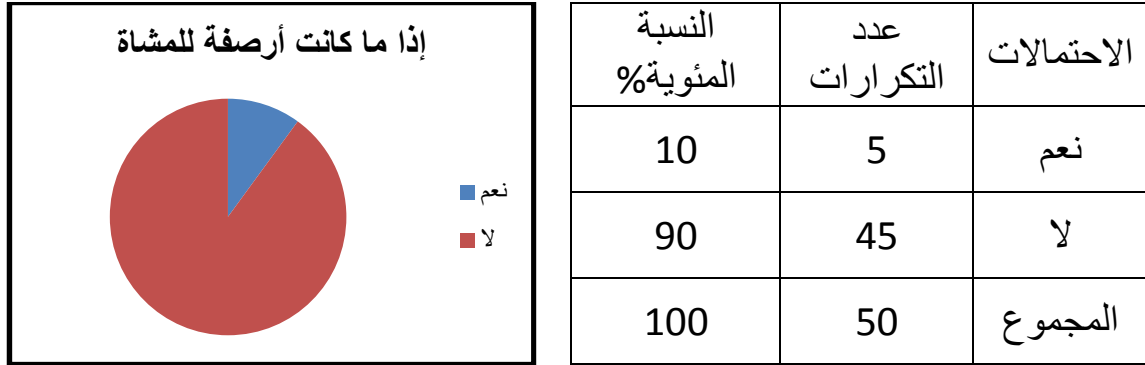 إذا ما كانت أرصفة للمشاة
نعم
لا
الاحتمالات عدد التكرارات النسبة المئوية%
نعم 5 10
لا 45 90
المجموع 50 100